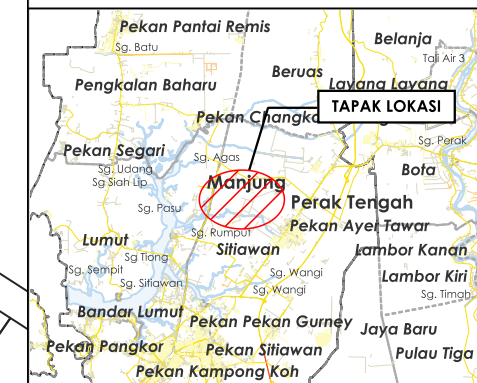 Pekan Pantai Remis
Sg. Batu
Belanja
Tali Air 3
Beruas
Layang Layang
Pengkalan Baharu
TAPAK LOKASI
Pekan Changka
Sg. Perak
Pekan Segari
Sg. Agas
Sg. Udang
Bota
Sg Siah Lip
Manjung
Sg. Pasu
Perak Tengah
Pekan Ayer Tawar
Sg. Rumput
Lumut
Sitiawan
Lambor Kanan
Sg Tiong
Sg. Sempit
Sg. Wangi
Lambor Kiri
Sg. Sitiawan
Sg. Wangi
Sg. Timah
Bandar Lumut
Pekan Pekan Gurney
Jaya Baru
Pekan Pangkor
Pekan Sitiawan
Pulau Tiga
Pekan Kampong Koh